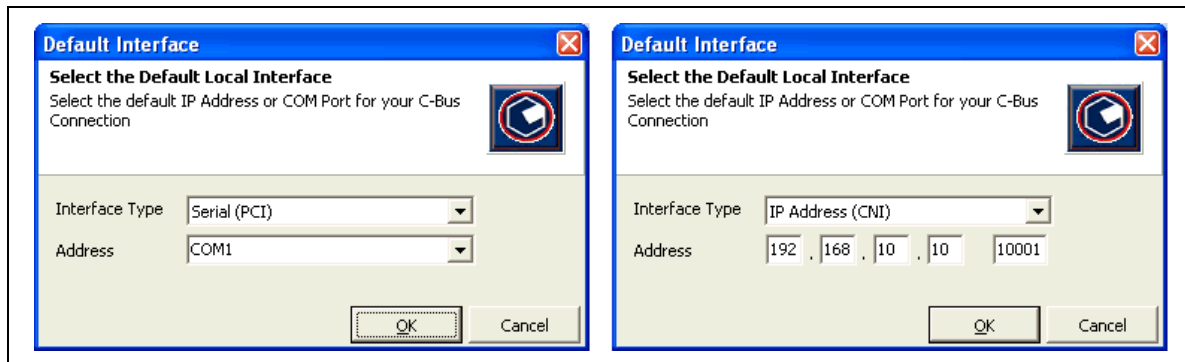 Default Interface
Select the Default Local Interface
Select the default IP Address or COM Port for your C-Bus
Connection
Interface Type Serial (PCI)
Address COM1
OK Cancel
Default Interface
Select the Default Local Interface
Select the default IP Address or COM Port for your C-Bus
Connection
Interface Type IP Address (CNI)
Address 192 . 168 . 10 . 10 10001
OK Cancel